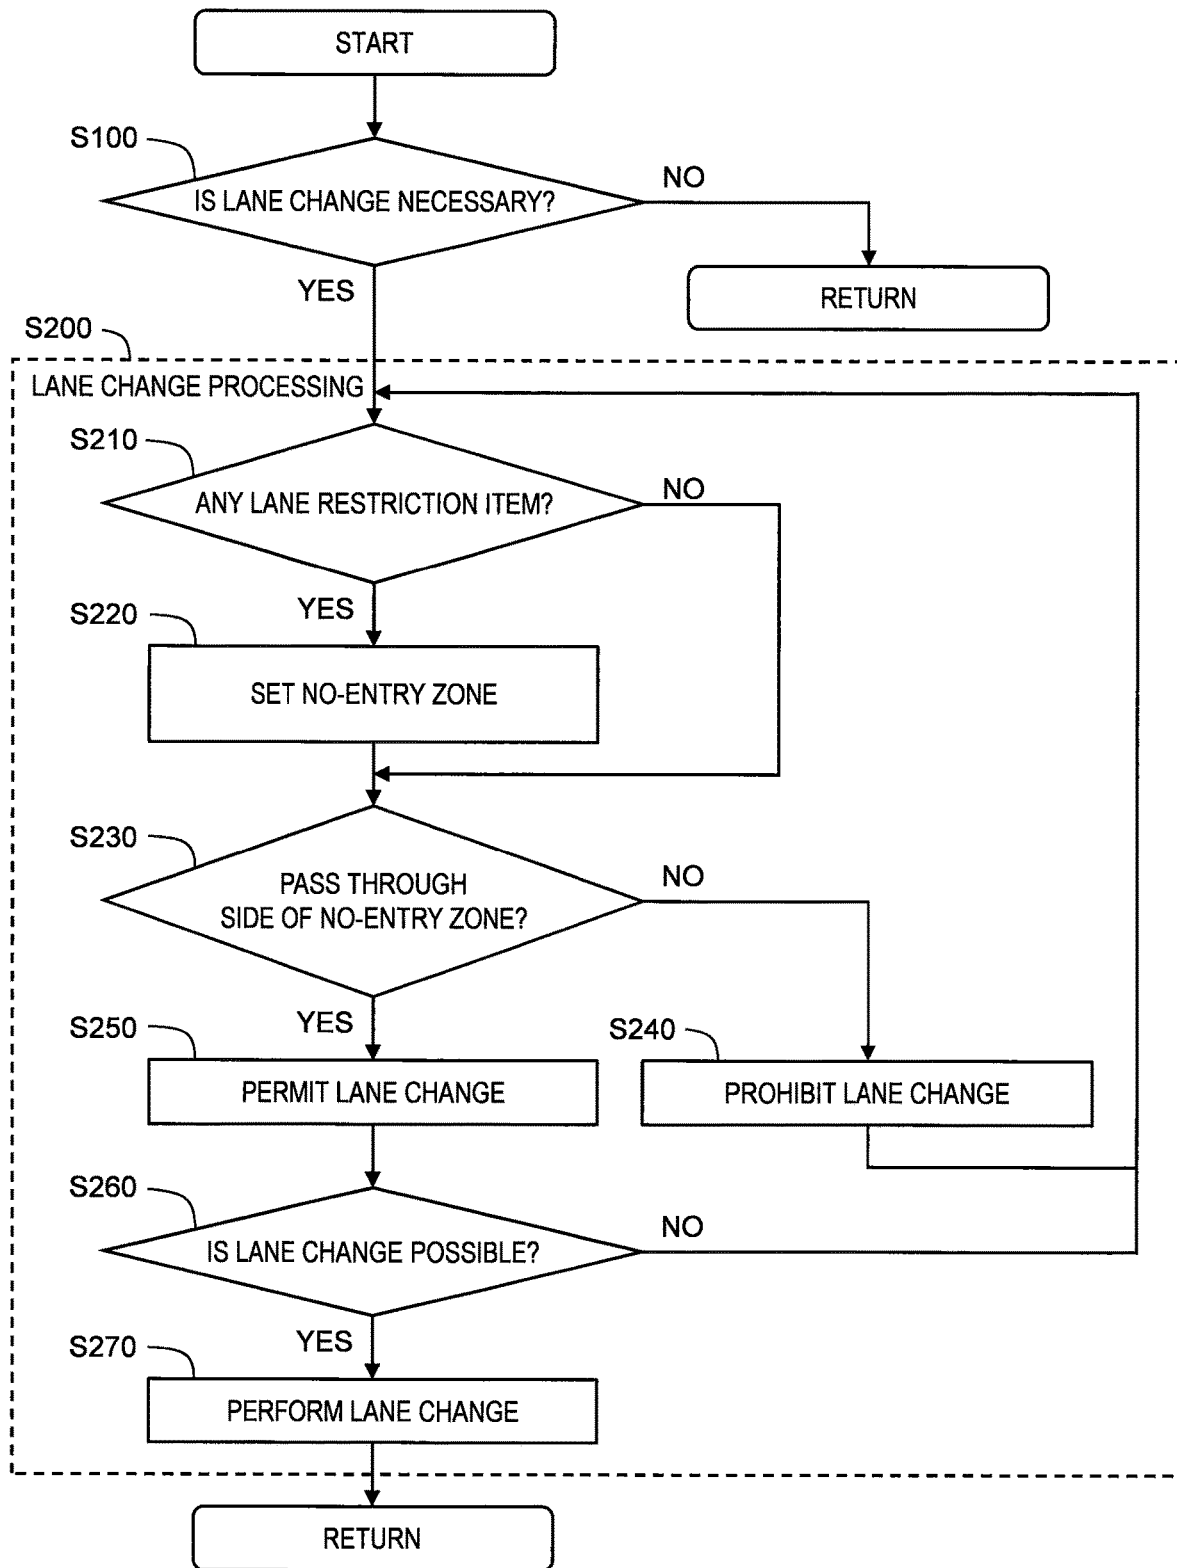 START
S100
IS LANE CHANGE NECESSARY?
NO
YES
RETURN
S200
LANE CHANGE PROCESSING
S210
ANY LANE RESTRICTION ITEM?
NO
YES
S220
SET NO-ENTRY ZONE
S230
PASS THROUGH
SIDE OF NO-ENTRY ZONE?
NO
YES
S250
PERMIT LANE CHANGE
S240
PROHIBIT LANE CHANGE
S260
IS LANE CHANGE POSSIBLE?
NO
YES
S270
PERFORM LANE CHANGE
RETURN